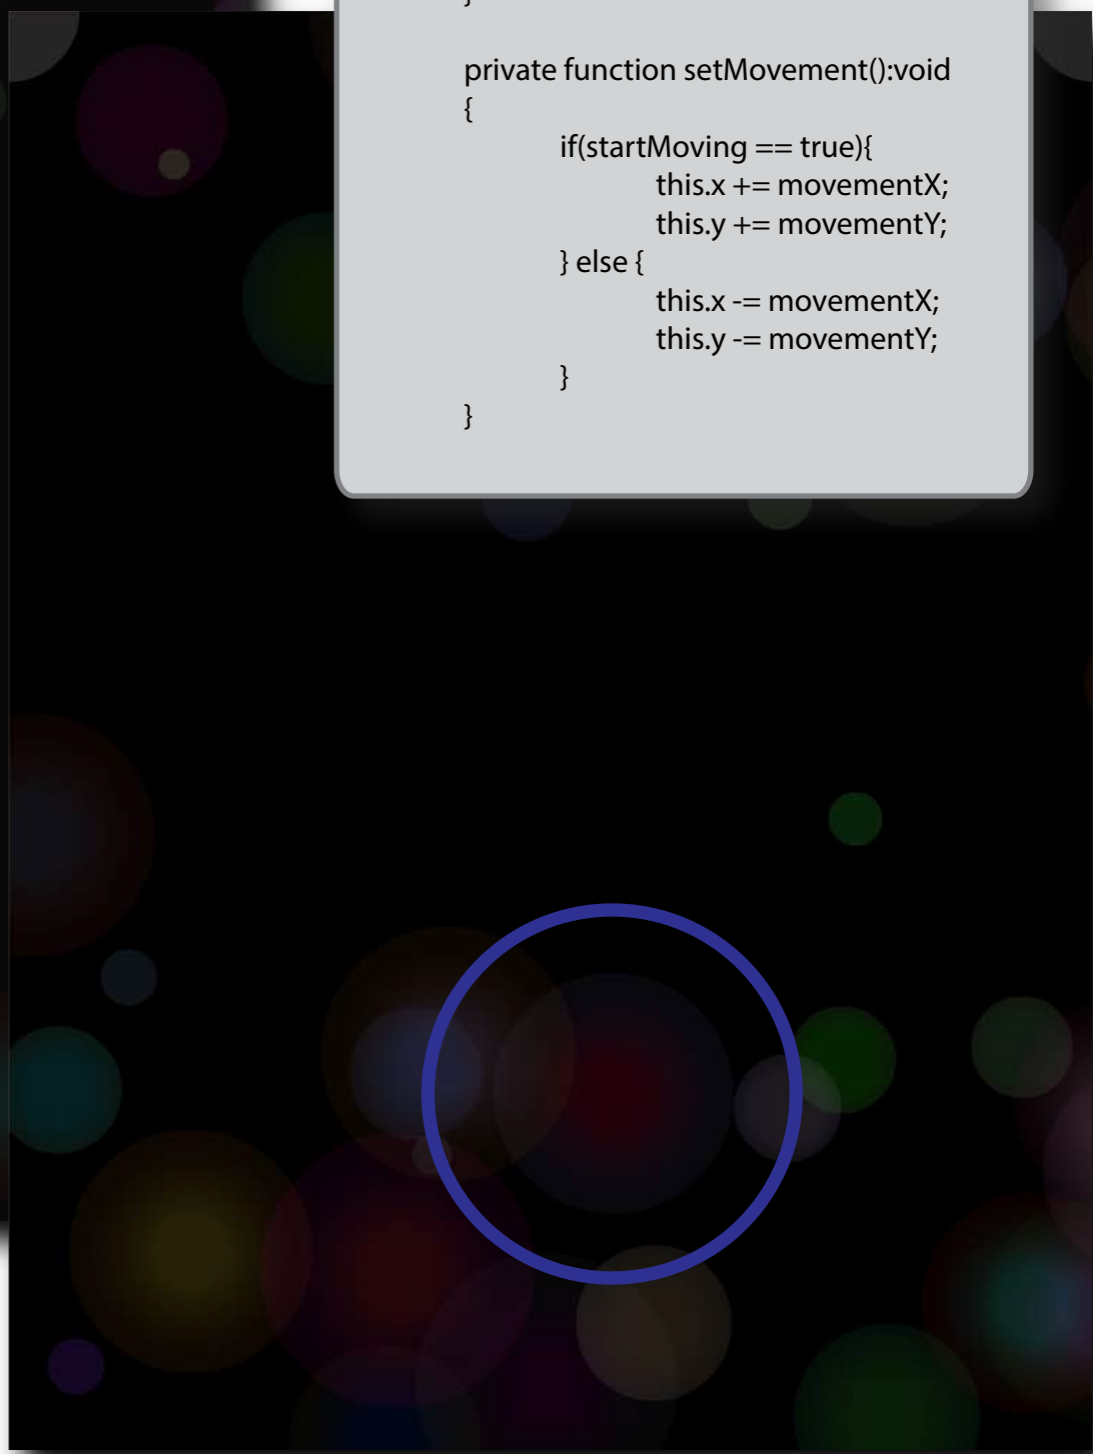 }
private function setMovement():void
{
if(startMoving == true){
this.x += movementX;
this.y += movementY;
} else {
this.x -= movementX;
this.y -= movementY;
}
}